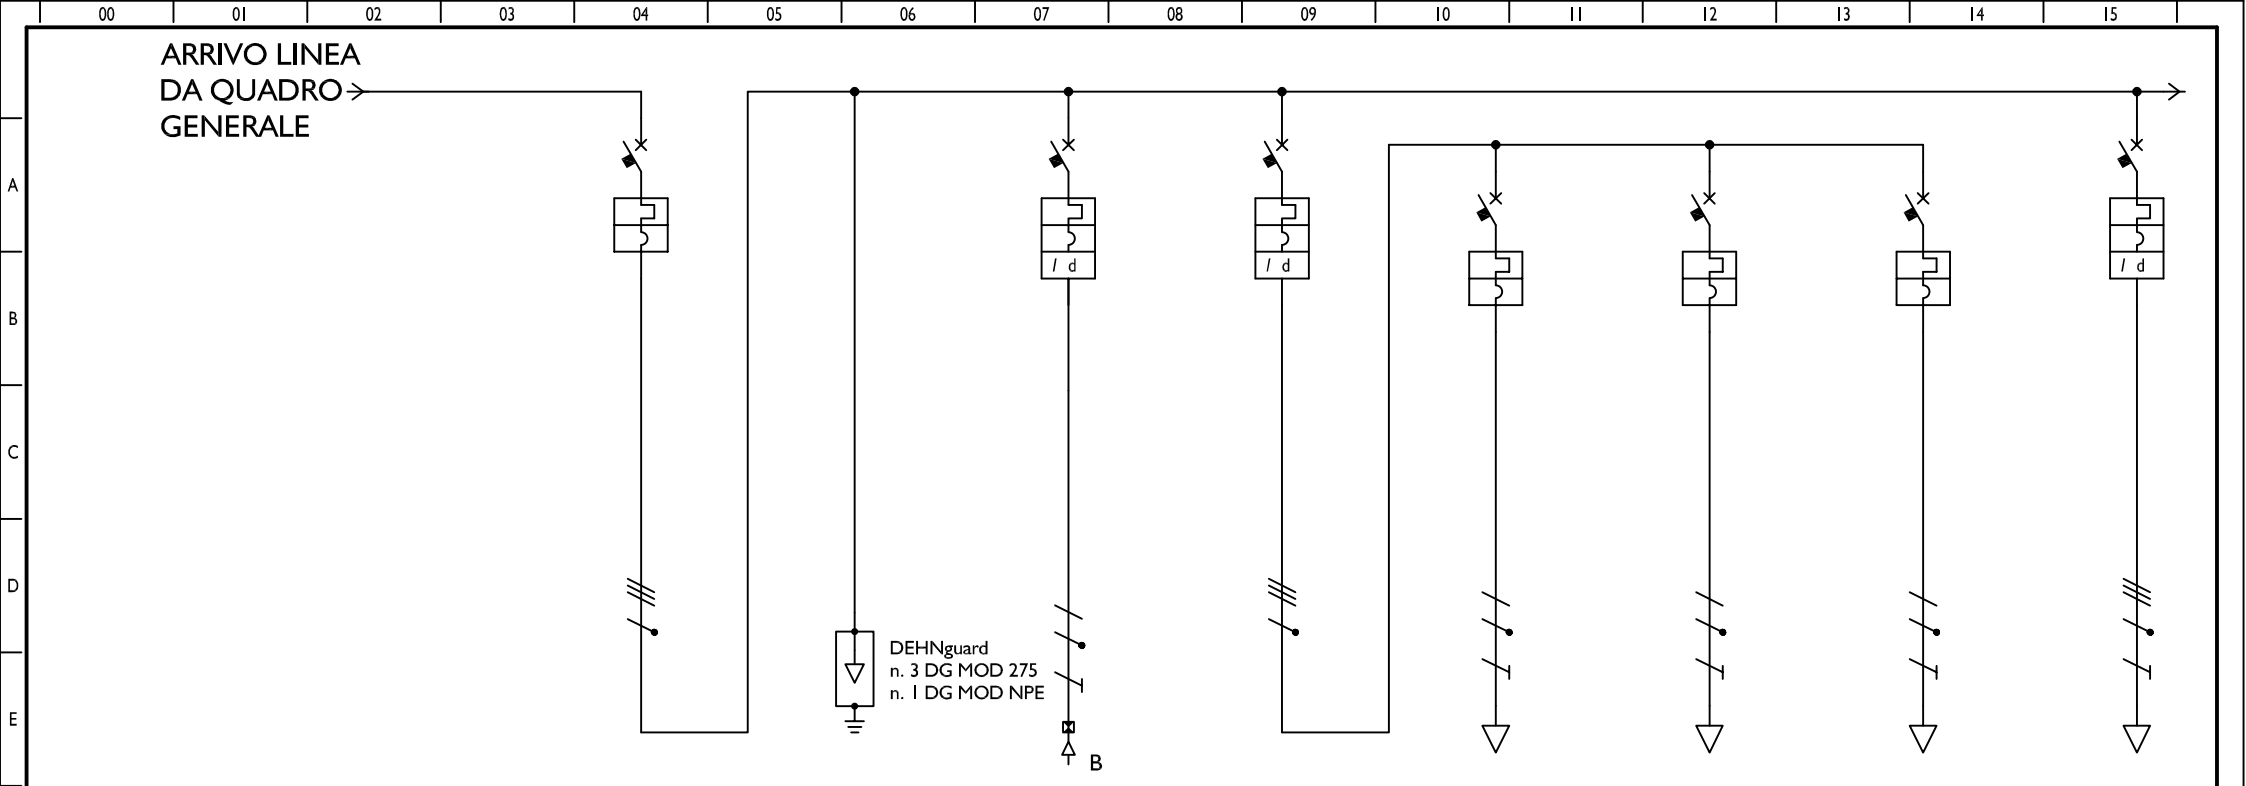 00 01 02 03 04 05 06 07 08 09 10 11 12 13 14 15
ARRIVO LINEA
DA QUADRO
GENERALE
A
I d I d I d
B
C
D
DEHNguard
n. 3 DG MOD 275
n. 1 DG MOD NPE
E
B